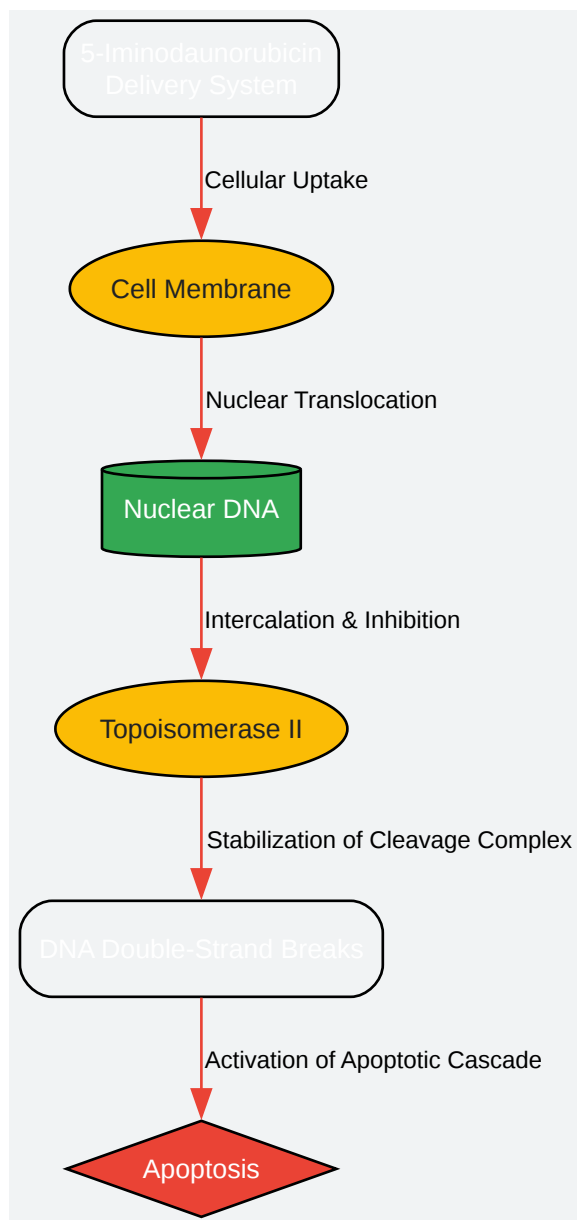 5-Iminodaunorubicin
Delivery System
Cellular Uptake
Cell Membrane
Nuclear Translocation
Nuclear DNA
Intercalation & Inhibition
Topoisomerase II
Stabilization of Cleavage Complex
DNA Double-Strand Breaks
Activation of Apoptotic Cascade
Apoptosis